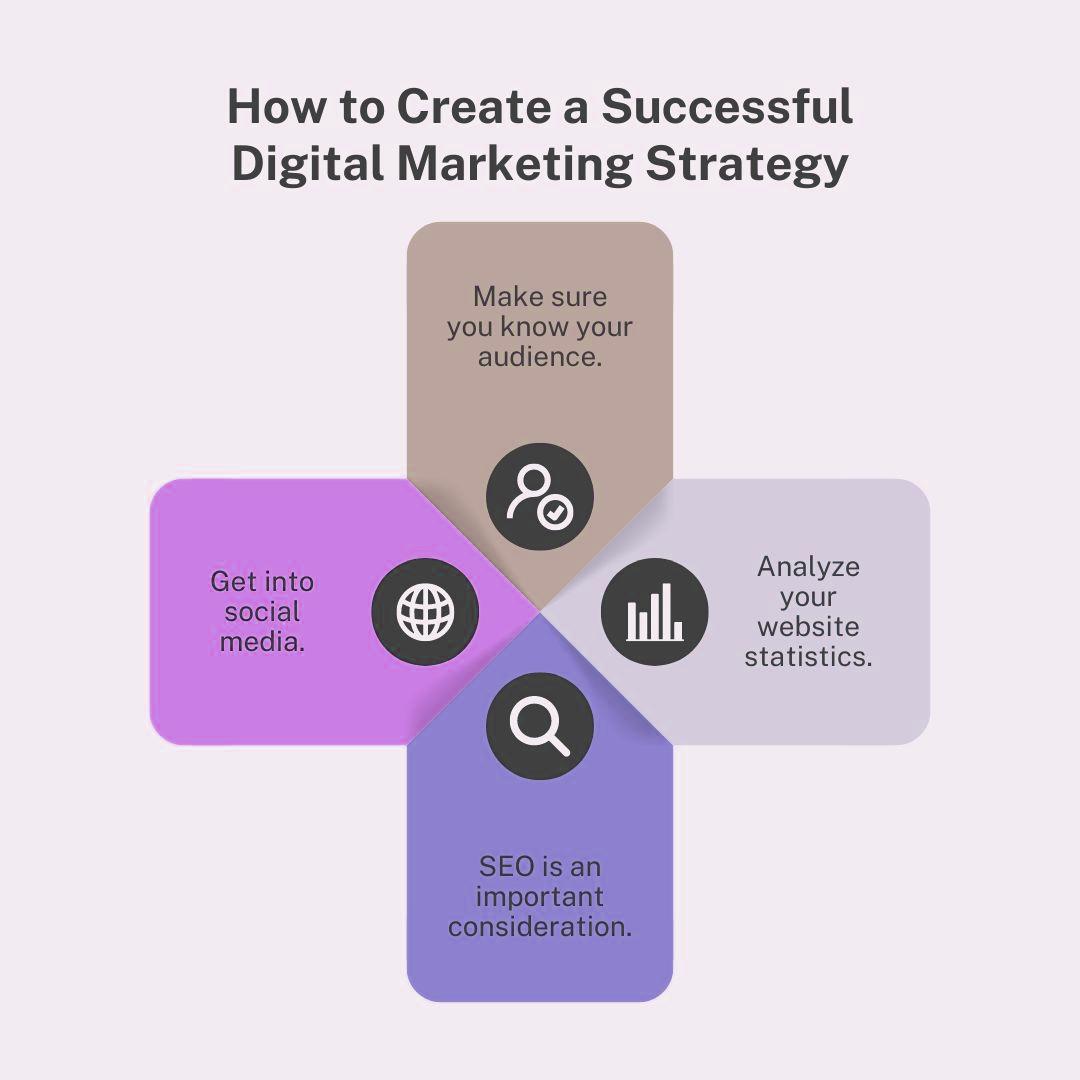 How to Create a Successful
Digital Marketing Strategy
Make sure
you know your
audience.
Get into
social
media.
Analyze
your
website
statistics.
SEO is an
important
consideration.